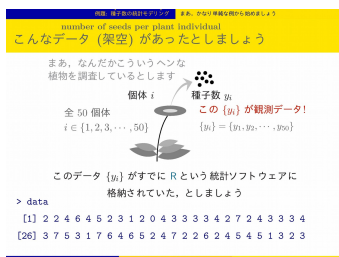 例題: 種子数の統計モデリング まあ，かなり単純な例から始めましょう
number of seeds per plant individual
こんなデータ (架空) があったとしましょう
まあ、なんだかこういうヘンな
植物を調査しているとします
個体 i 種子数 yi
全 50 個体
i ∈ {1, 2, 3, · · · , 50}
この {yi} が観測データ!
{yi} = {y1, y2, · · · , y50}
このデータ {yi} がすでに R という統計ソフトウェアに
格納されていた，としましょう
> data
[1] 2 2 4 6 4 5 2 3 1 2 0 4 3 3 3 3 4 2 7 2 4 3 3 3 4
[26] 3 7 5 3 1 7 6 4 6 5 2 4 7 2 2 6 2 4 5 4 5 1 3 2 3